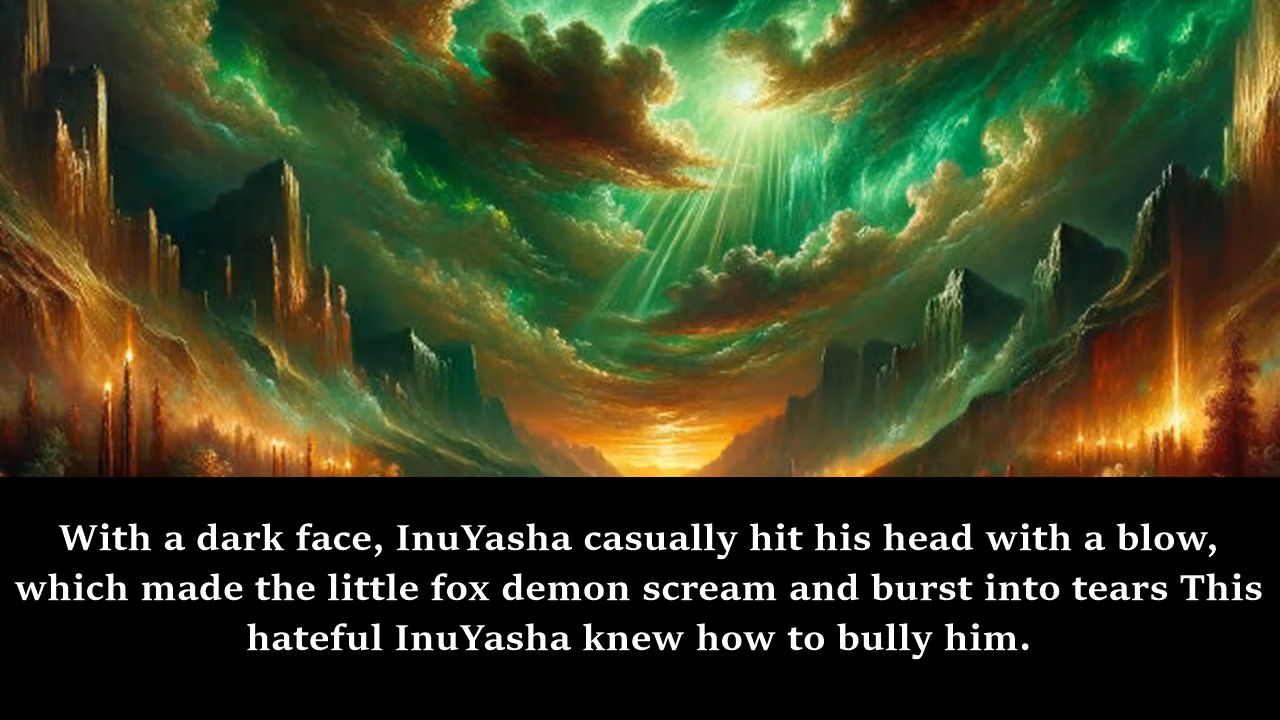 With a dark face, InuYasha casually hit his head with a blow,
which made the little fox demon scream and burst into tears This
hateful InuYasha knew how to bully him.